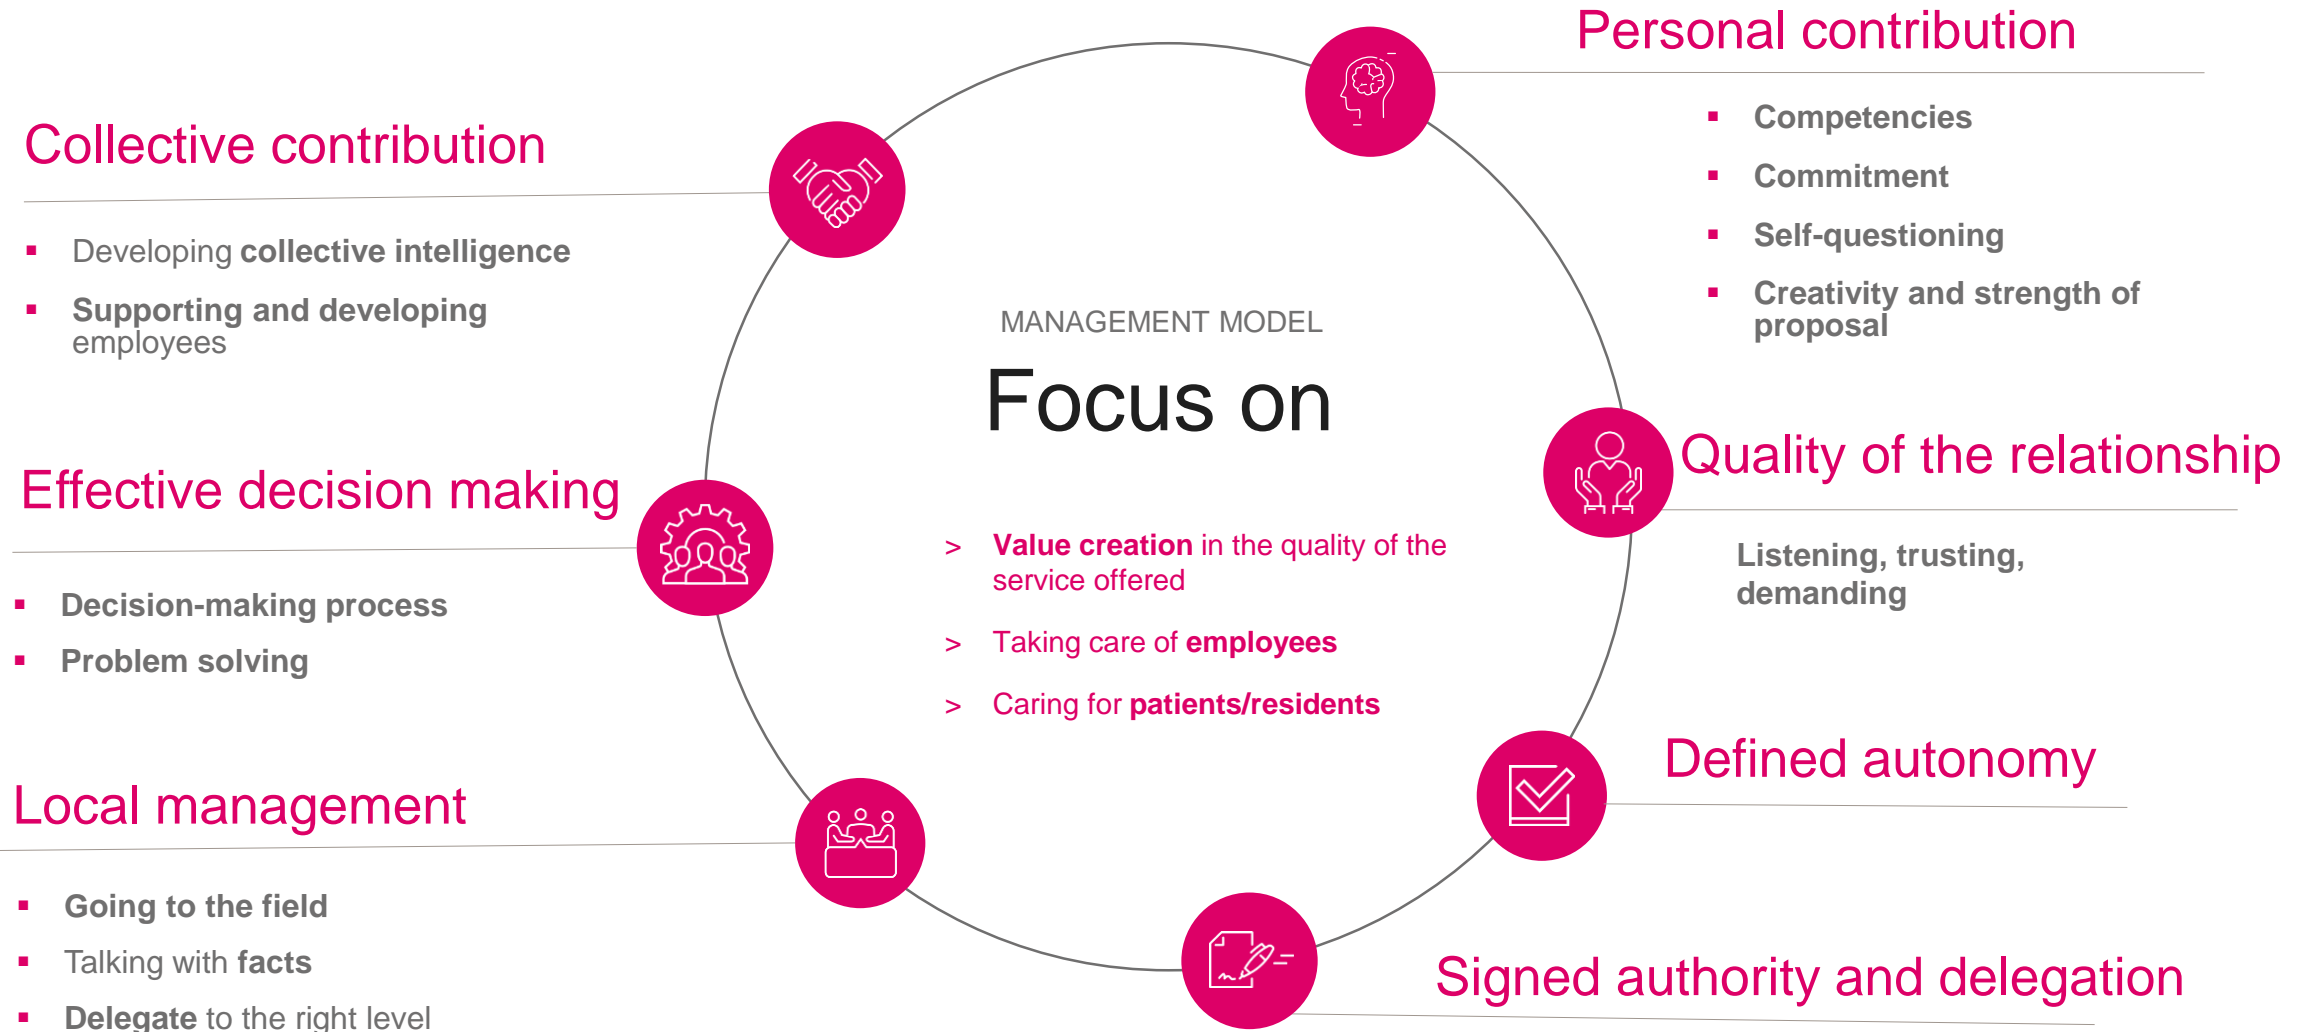 Personal contribution
Competencies
Commitment
Self-questioning
Creativity and strength of
proposal
Collective contribution
Developing collective intelligence
Supporting and developing
employees
MANAGEMENT MODEL
Focus on
> Value creation in the quality of the
service offered
> Taking care of employees
> Caring for patients/residents
Quality of the relationship
Listening, trusting,
demanding
Effective decision making
Decision-making process
Problem solving
Defined autonomy
Local management
Going to the field
Talking with facts
Delegate to the right level
Signed authority and delegation